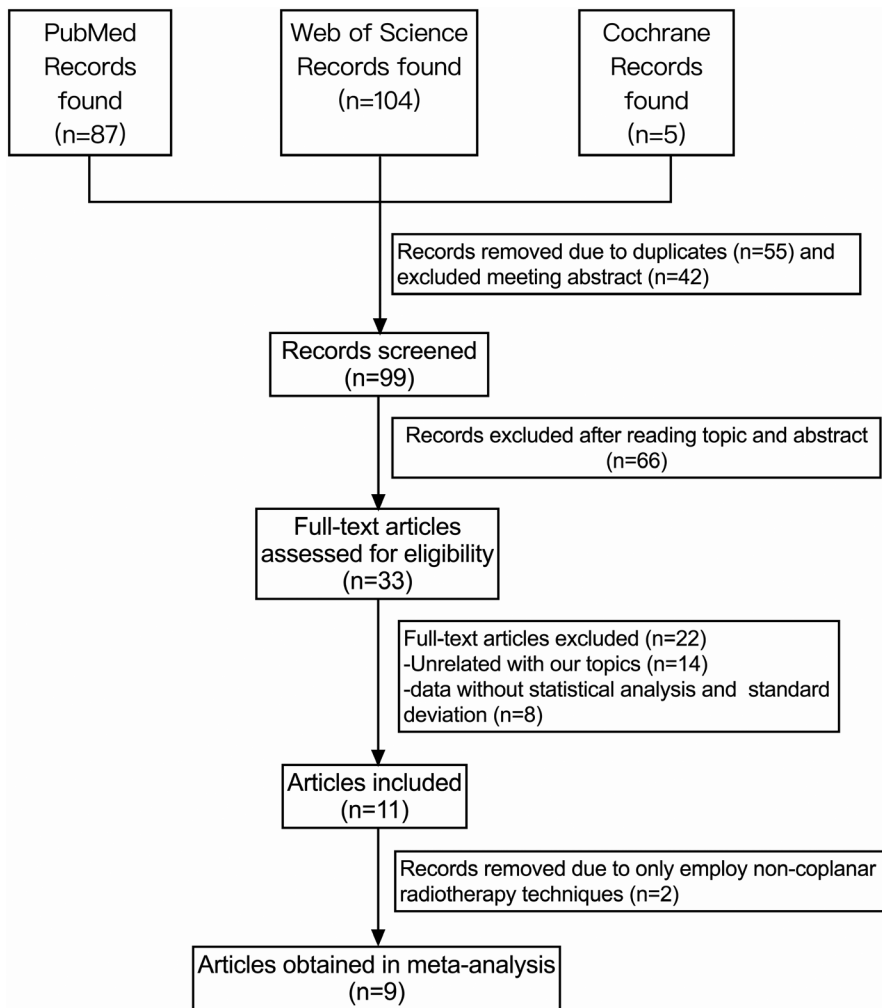 PubMed
Records
found
(n=87)
Web of Science
Records found
(n=104)
Cochrane
Records
found
(n=5)
Records removed due to duplicates (n=55) and
excluded meeting abstract (n=42)
Records screened
(n=99)
Records excluded after reading topic and abstract
(n=66)
Full-text articles
assessed for eligibility
(n=33)
Full-text articles excluded (n=22)
-Unrelated with our topics (n=14)
-data without statistical analysis and standard
deviation (n=8)
Articles included
(n=11)
Records removed due to only employ non-coplanar
radiotherapy techniques (n=2)
Articles obtained in meta-analysis
(n=9)